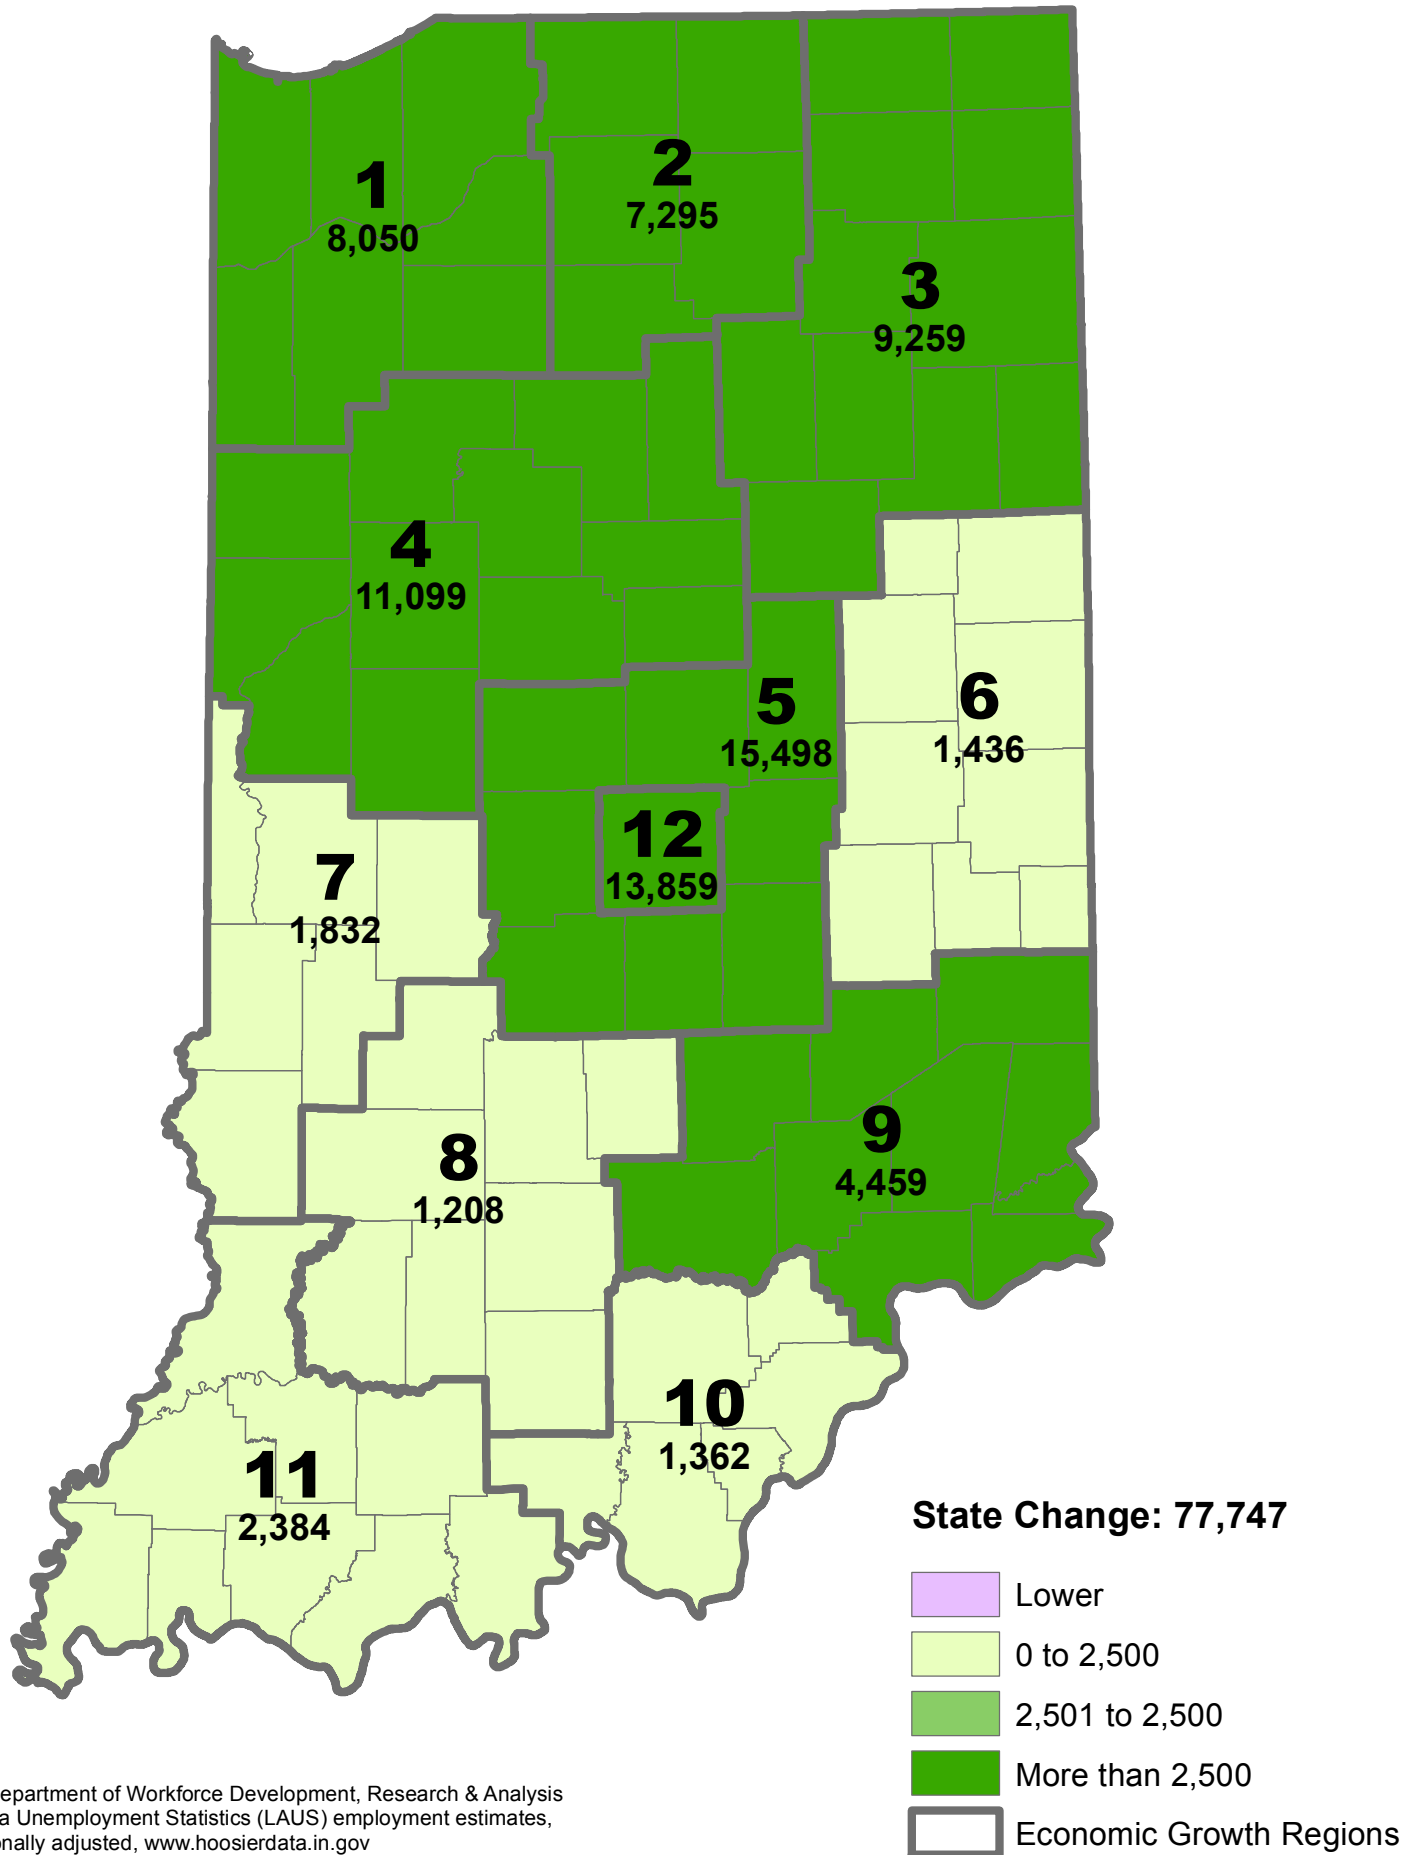 1
8,050
2
7,295
3
9,259
4
11,099
5
15,498
6
1,436
12
13,859
7
1,832
8
1,208
9
4,459
10
1,362
11
2,384
State Change: 77,747
Lower
0 to 2,500
2,501 to 2,500
More than 2,500
Economic Growth Regions
epartment of Workforce Development, Research & Analysis
a Unemployment Statistics (LAUS) employment estimates,
onally adjusted, www.hoosierdata.in.gov